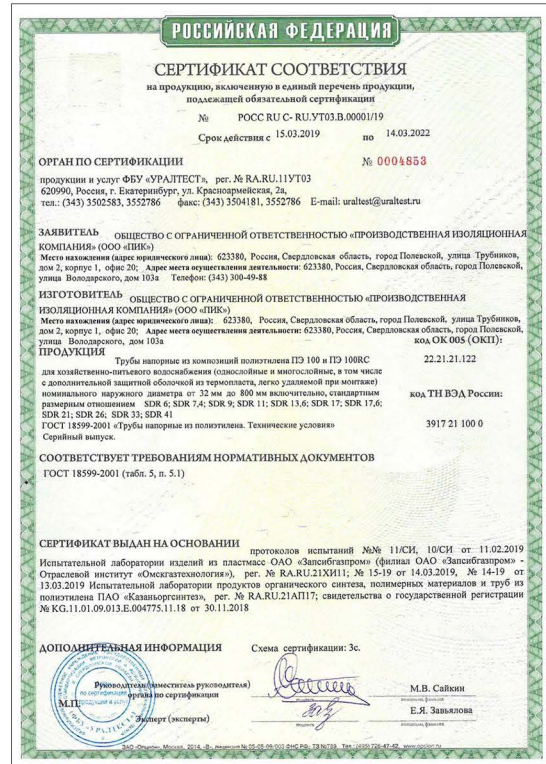 РОССИЙСКАЯ ФЕДЕРАЦИЯ
СЕРТИФИКАТ СООТВЕТСТВИЯ
на продукцию, включенную в единый перечень продукции,
подлежащей обязательной сертификации
№ РОСС RU C- RU.УТ03.В.00001/19
Срок действия с 15.03.2019 по 14.03.2022
ОРГАН ПО СЕРТИФИКАЦИИ № 0004853
продукции и услуг ФБУ «УРАЛТЕСТ», рег. № RA.RU.11УТ03
620990, Россия, г. Екатеринбург, ул. Красноармейская, 2а,
тел.: (343) 3502583, 3552786 факс: (343) 3504181, 3552786 E-mail: uraltest@uraltest.ru
ЗАЯВИТЕЛЬ ОБЩЕСТВО С ОГРАНИЧЕННОЙ ОТВЕТСТВЕННОСТЬЮ «ПРОИЗВОДСТВЕННАЯ ИЗОЛЯЦИОННАЯ
КОМПАНИЯ» (ООО «ПИК»)
Место нахождения (адрес юридического лица): 623380, Россия, Свердловская область, город Полевской, улица Трубников,
дом 2, корпус 1, офис 20; Адрес места осуществления деятельности: 623380, Россия, Свердловская область, город Полевской,
улица Володарского, дом 103а Телефон: (343) 300-49-88
ИЗГОТОВИТЕЛЬ ОБЩЕСТВО С ОГРАНИЧЕННОЙ ОТВЕТСТВЕННОСТЬЮ «ПРОИЗВОДСТВЕННАЯ
ИЗОЛЯЦИОННАЯ КОМПАНИЯ» (ООО «ПИК»)
Место нахождения (адрес юридического лица): 623380, Россия, Свердловская область, город Полевской, улица Трубников,
дом 2, корпус 1, офис 20; Адрес места осуществления деятельности: 623380, Россия, Свердловская область, город Полевской,
улица Володарского, дом 103а код ОК 005 (ОКП):
ПРОДУКЦИЯ
Трубы напорные из композиций полиэтилена ПЭ 100 и ПЭ 100RC 22.21.21.122
для хозяйственно-питьевого водоснабжения (однослойные и многослойные, в том числе
с дополнительной защитной оболочкой из термопласта, легко удаляемой при монтаже)
номинального наружного диаметра от 32 мм до 800 мм включительно, стандартным код ТН ВЭД России:
размерным отношением SDR 6; SDR 7,4; SDR 9; SDR 11; SDR 13,6; SDR 17; SDR 17,6;
SDR 21; SDR 26; SDR 33; SDR 41
ГОСТ 18599-2001 «Трубы напорные из полиэтилена. Технические условия» 3917 21 100 0
Серийный выпуск.
СООТВЕТСТВУЕТ ТРЕБОВАНИЯМ НОРМАТИВНЫХ ДОКУМЕНТОВ
ГОСТ 18599-2001 (табл. 5, п. 5.1)
СЕРТИФИКАТ ВЫДАН НА ОСНОВАНИИ
протоколов испытаний №№ 11/СИ, 10/СИ от 11.02.2019
Испытательной лаборатории изделий из пластмасс ОАО «Запсибгазпром» (филиал ОАО «Запсибгазпром» -
Отраслевой институт «Омскгазтехнология»), рег. № RA.RU.21ХИ11; № 15-19 от 14.03.2019, № 14-19 от
13.03.2019 Испытательной лаборатории продуктов органического синтеза, полимерных материалов и труб из
полиэтилена ПАО «Казаньоргсинтез», рег. № RA.RU.21АП17; свидетельства о государственной регистрации
№ KG.11.01.09.013.E.004775.11.18 от 30.11.2018
ДОПОЛНИТЕЛЬНАЯ ИНФОРМАЦИЯ Схема сертификации: 3с.
Руководитель (заместитель руководителя)
органа по сертификации М.В. Сайкин
М.П.
Эксперт (эксперты) Е.Я. Завьялова
по сертификации
продукции и услуг